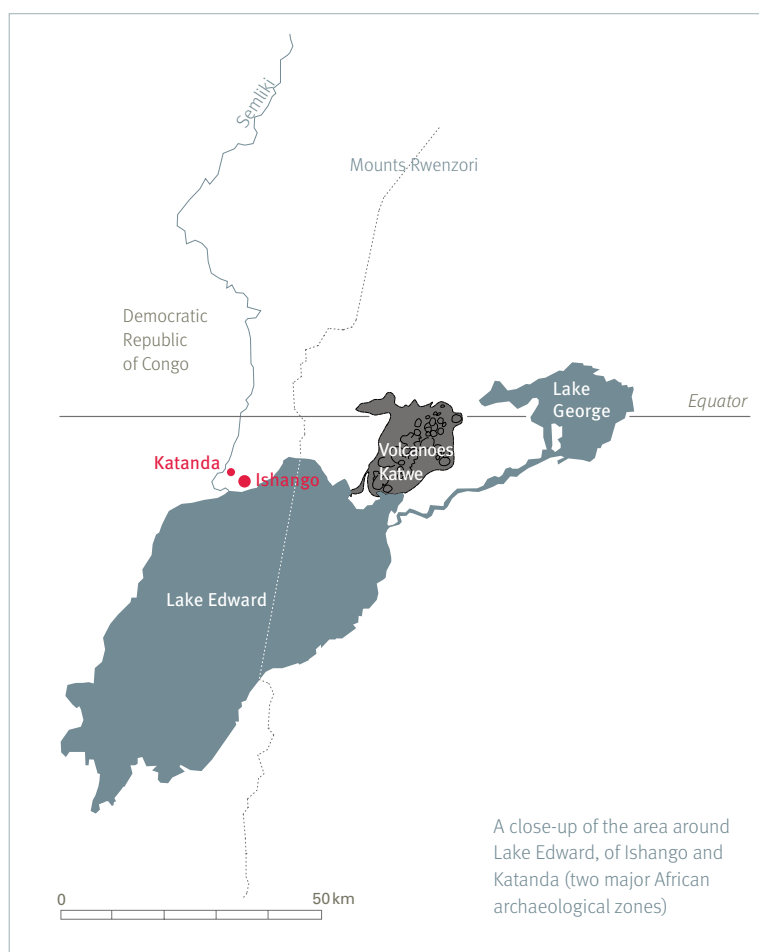 Semliki
Mounts Rwenzori
Democratic
Republic
of Congo
Lake
George
Equator
Volcanoes
Katwe
Katanda
Ishango
Lake Edward
A close-up of the area around
Lake Edward, of Ishango and
Katanda (two major African
archaeological zones)
0 50 km